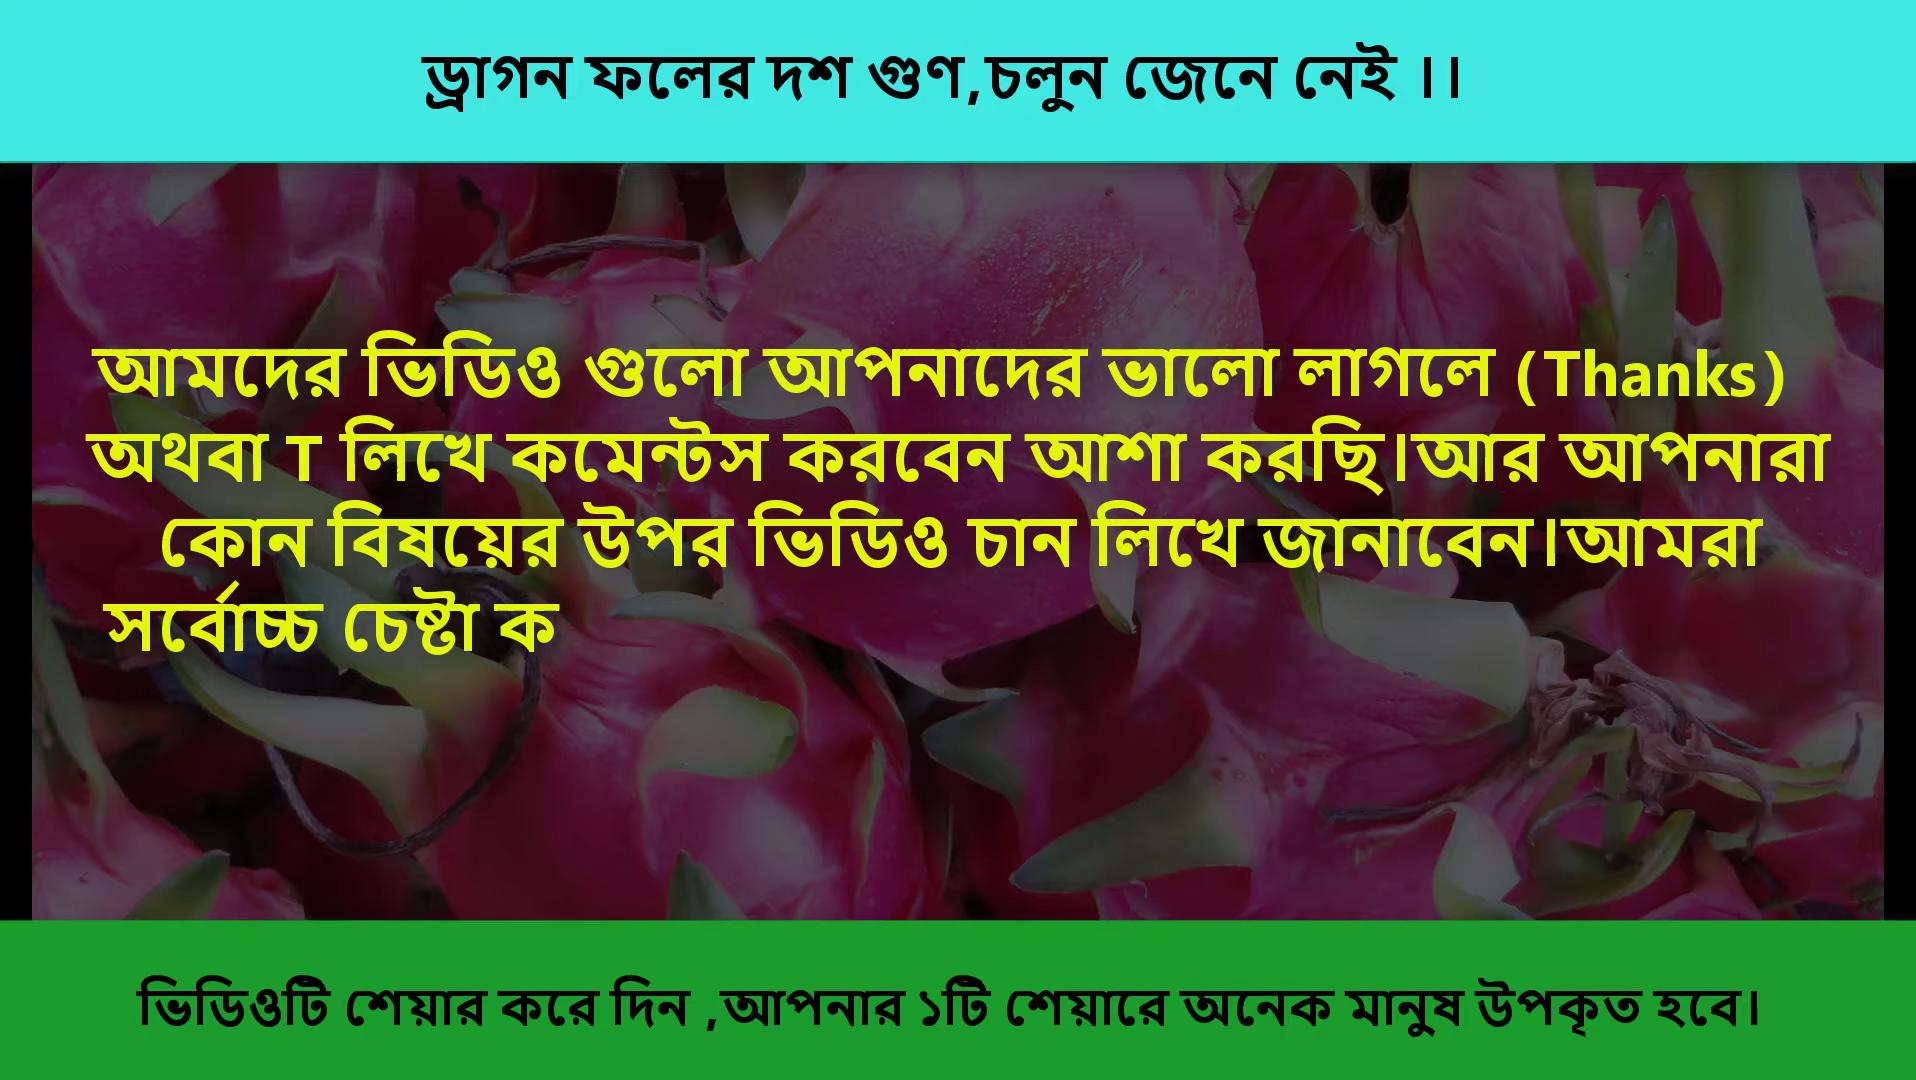 ড্রাগন ফলের দশ গুণ,চলুন জেনে নেই ।।
আমদের ভিডিও গুলো আপনাদের ভালো লাগলে (Thanks)
অথবা T লিখে কমেন্টস করবেন আশা করছি।আর আপনারা
কোন বিষয়ের উপর ভিডিও চান লিখে জানাবেন।আমরা
সর্বোচ্চ চেষ্টা ক
ভিডিওটি শেয়ার করে দিন ,আপনার ১টি শেয়ারে অনেক মানুষ উপকৃত হবে।